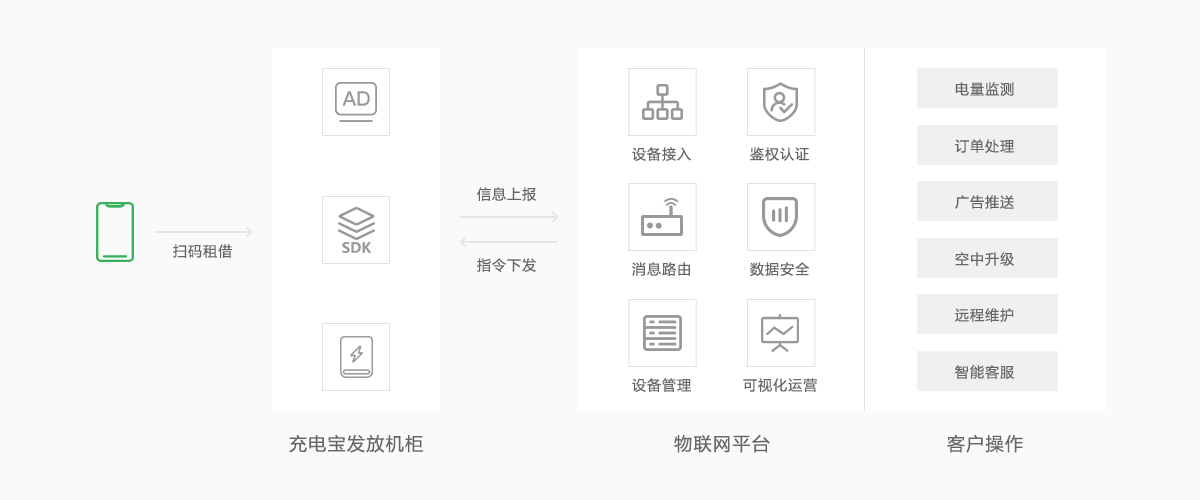 扫码租借
AD
SDK
充电宝发放机柜
信息上报
指令下发
设备接入
鉴权认证
消息路由
数据安全
设备管理
可视化运营
物联网平台
电量监测
订单处理
广告推送
空中升级
远程维护
智能客服
客户操作